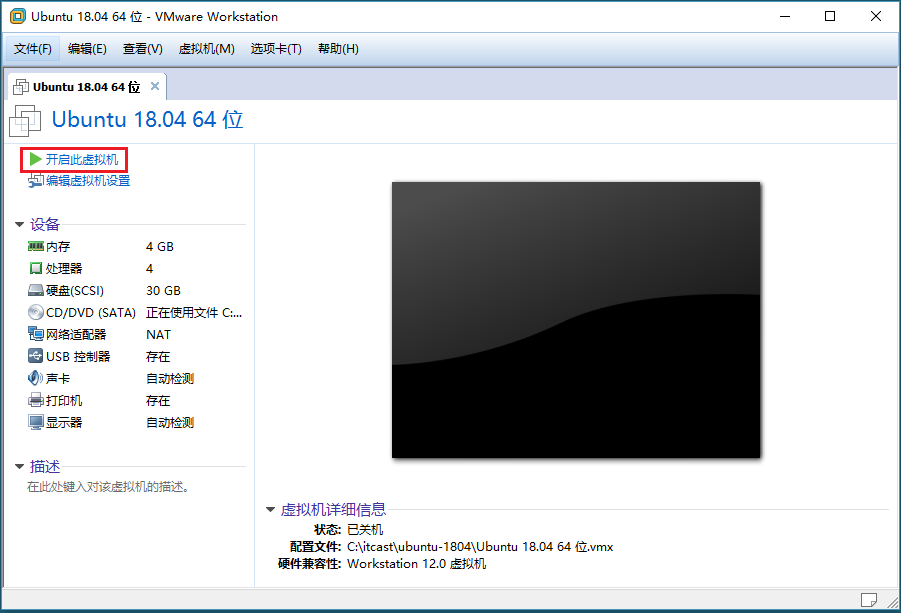 Ubuntu 18.04 64 位 - VMware Workstation
文件(F) 编辑(E) 查看(V) 虚拟机(M) 选项卡(T) 帮助(H)
Ubuntu 18.04 64 位
Ubuntu 18.04 64 位
开启此虚拟机
编辑虚拟机设置
设备
内存 4 GB
处理器 4
硬盘(SCSI) 30 GB
CD/DVD (SATA) 正在使用文件 C:...
网络适配器 NAT
USB 控制器 存在
声卡 自动检测
打印机 存在
显示器 自动检测
描述
在此处键入对该虚拟机的描述。
虚拟机详细信息
状态: 已关机
配置文件: C:\itcast\ubuntu-1804\Ubuntu 18.04 64 位.vmx
硬件兼容性: Workstation 12.0 虚拟机